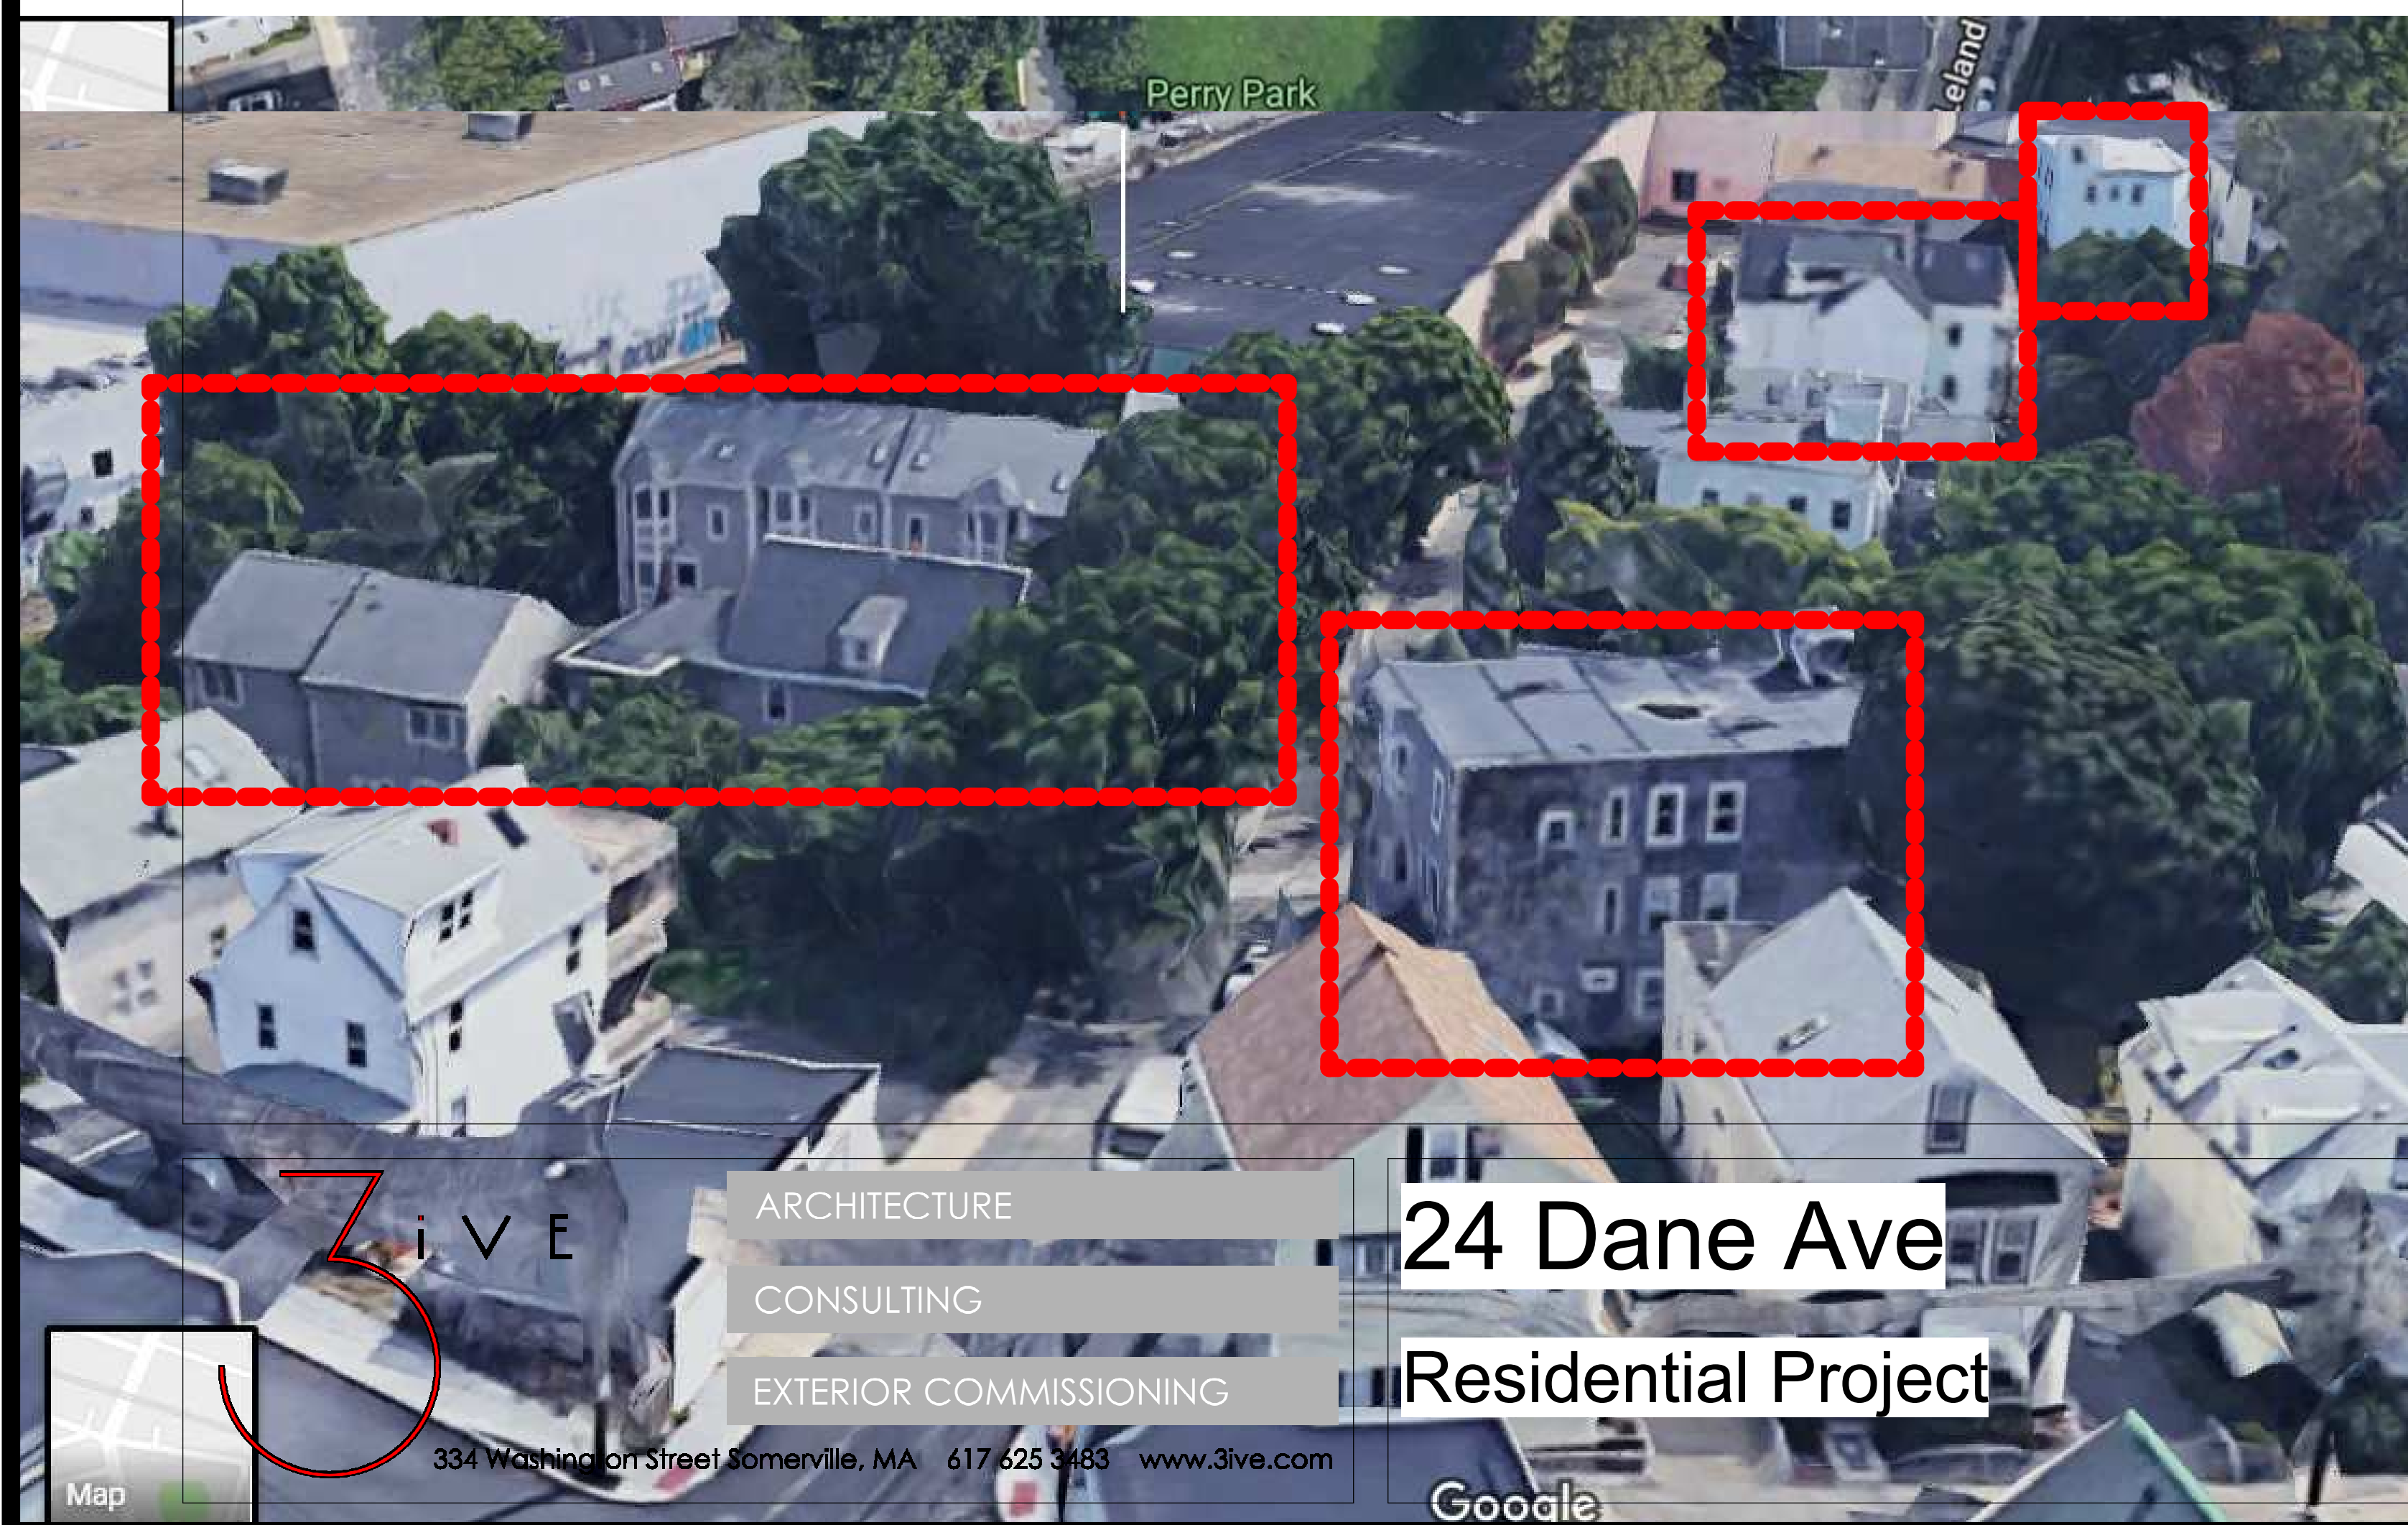 Perry Park
Leland
3iVE
ARCHITECTURE
CONSULTING
EXTERIOR COMMISSIONING
334 Washington Street Somerville, MA 617 625 3483 www.3ive.com
24 Dane Ave
Residential Project
Map
Google